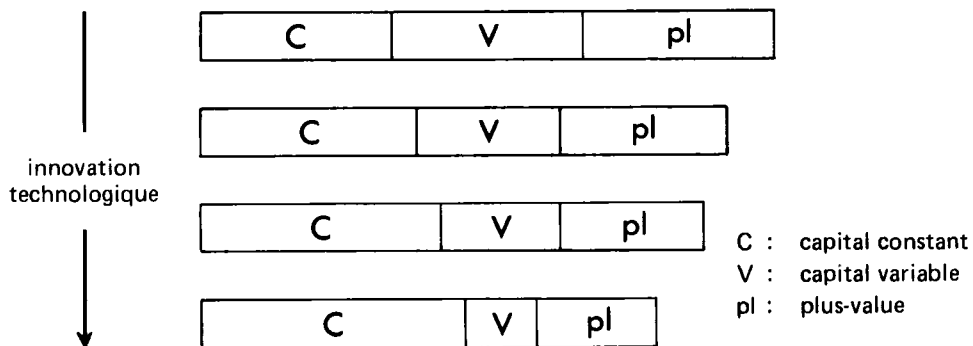 C V pl
C V pl
innovation
technologique
C V pl
C : capital constant
V : capital variable
pl : plus-value
C V pl